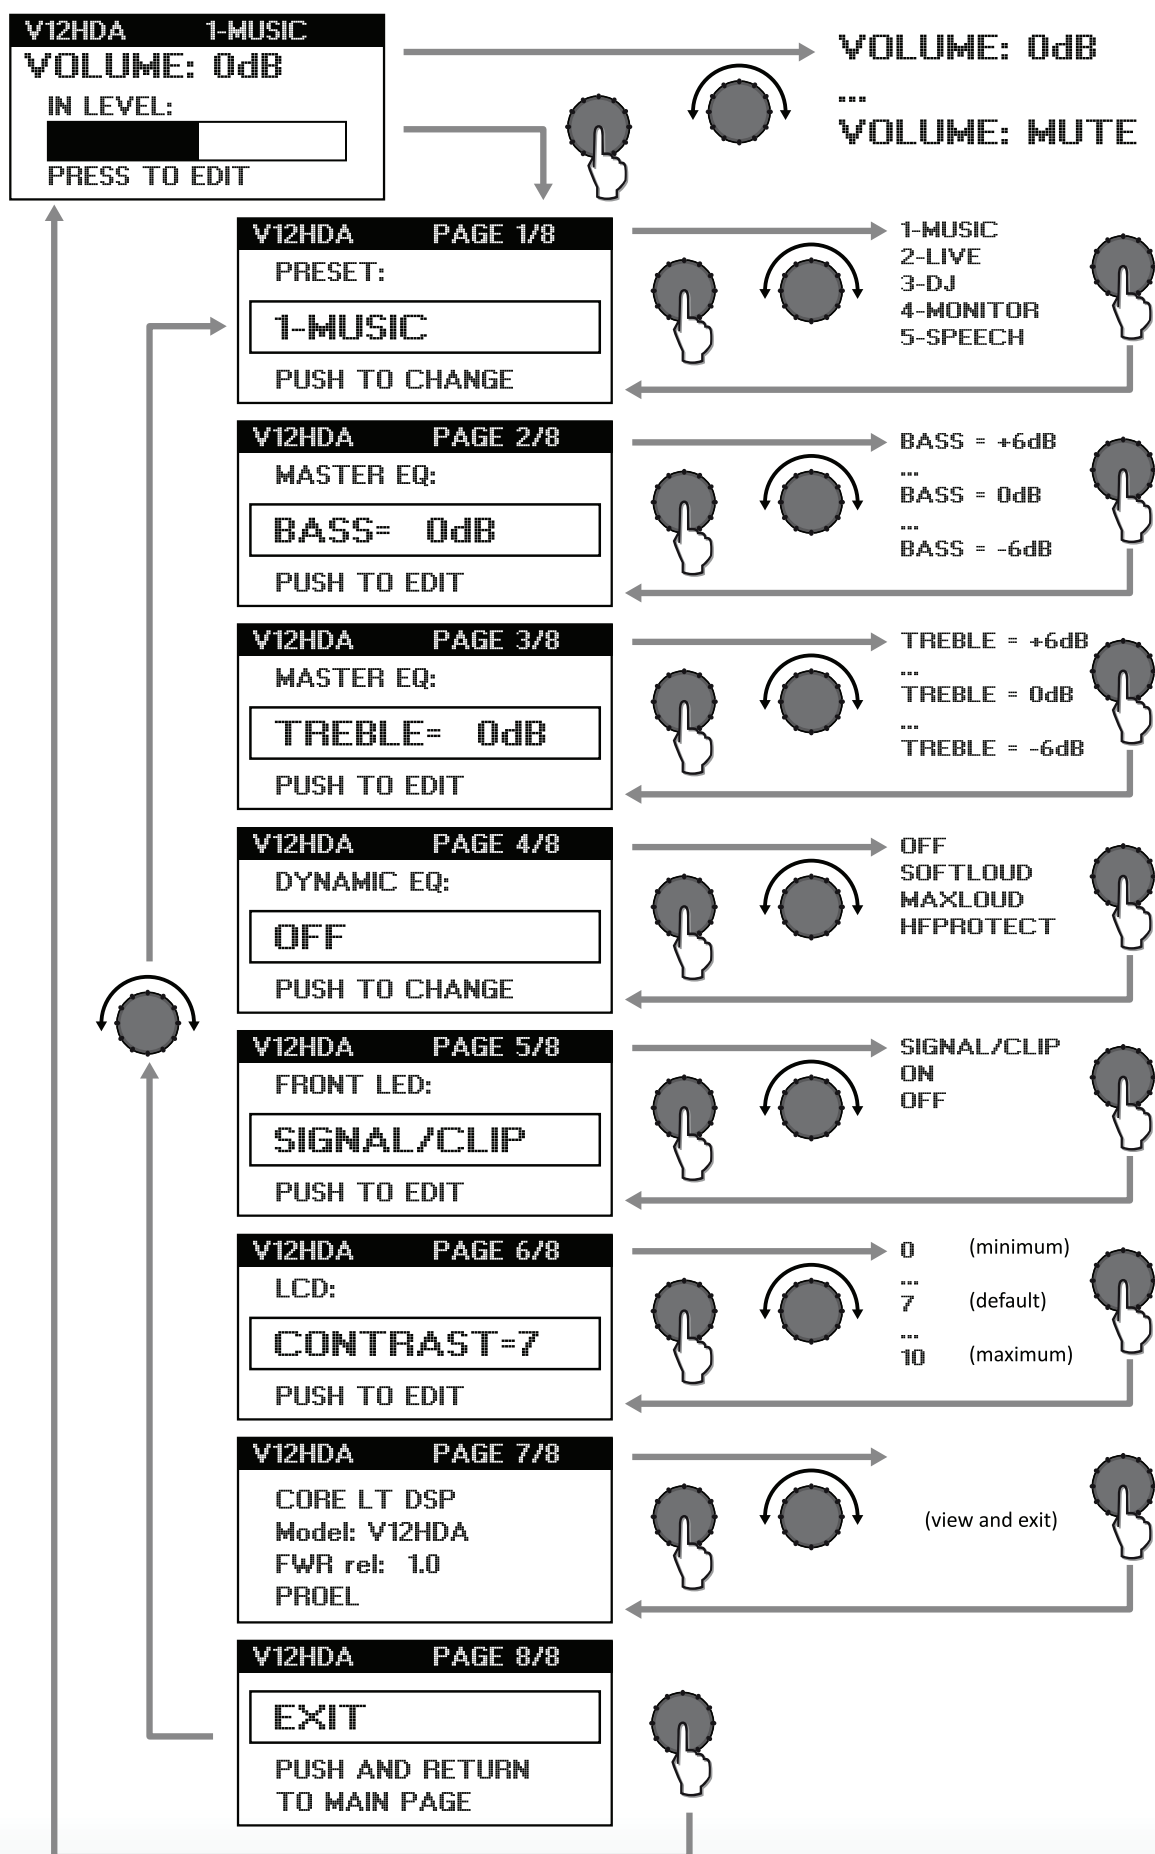 V12HDA 1-MUSIC
VOLUME: 0dB
IN LEVEL:
PRESS TO EDIT
VOLUME: 0dB
...
VOLUME: MUTE
V12HDA PAGE 1/8
PRESET:
1-MUSIC
PUSH TO CHANGE
1-MUSIC
2-LIVE
3-DJ
4-MONITOR
5-SPEECH
V12HDA PAGE 2/8
MASTER EQ:
BASS= 0dB
PUSH TO EDIT
BASS = +6dB
...
BASS = 0dB
...
BASS = -6dB
V12HDA PAGE 3/8
MASTER EQ:
TREBLE= 0dB
PUSH TO EDIT
TREBLE = +6dB
...
TREBLE = 0dB
...
TREBLE = -6dB
V12HDA PAGE 4/8
DYNAMIC EQ:
OFF
PUSH TO CHANGE
OFF
SOFTLOUD
MAXLOUD
HFPROTECT
V12HDA PAGE 5/8
FRONT LED:
SIGNAL/CLIP
PUSH TO EDIT
SIGNAL/CLIP
ON
OFF
V12HDA PAGE 6/8
LCD:
CONTRAST=7
PUSH TO EDIT
0 (minimum)
...
7 (default)
...
10 (maximum)
V12HDA PAGE 7/8
CORE LT DSP
Model: V12HDA
FWR rel: 1.0
PROEL
(view and exit)
V12HDA PAGE 8/8
EXIT
PUSH AND RETURN
TO MAIN PAGE